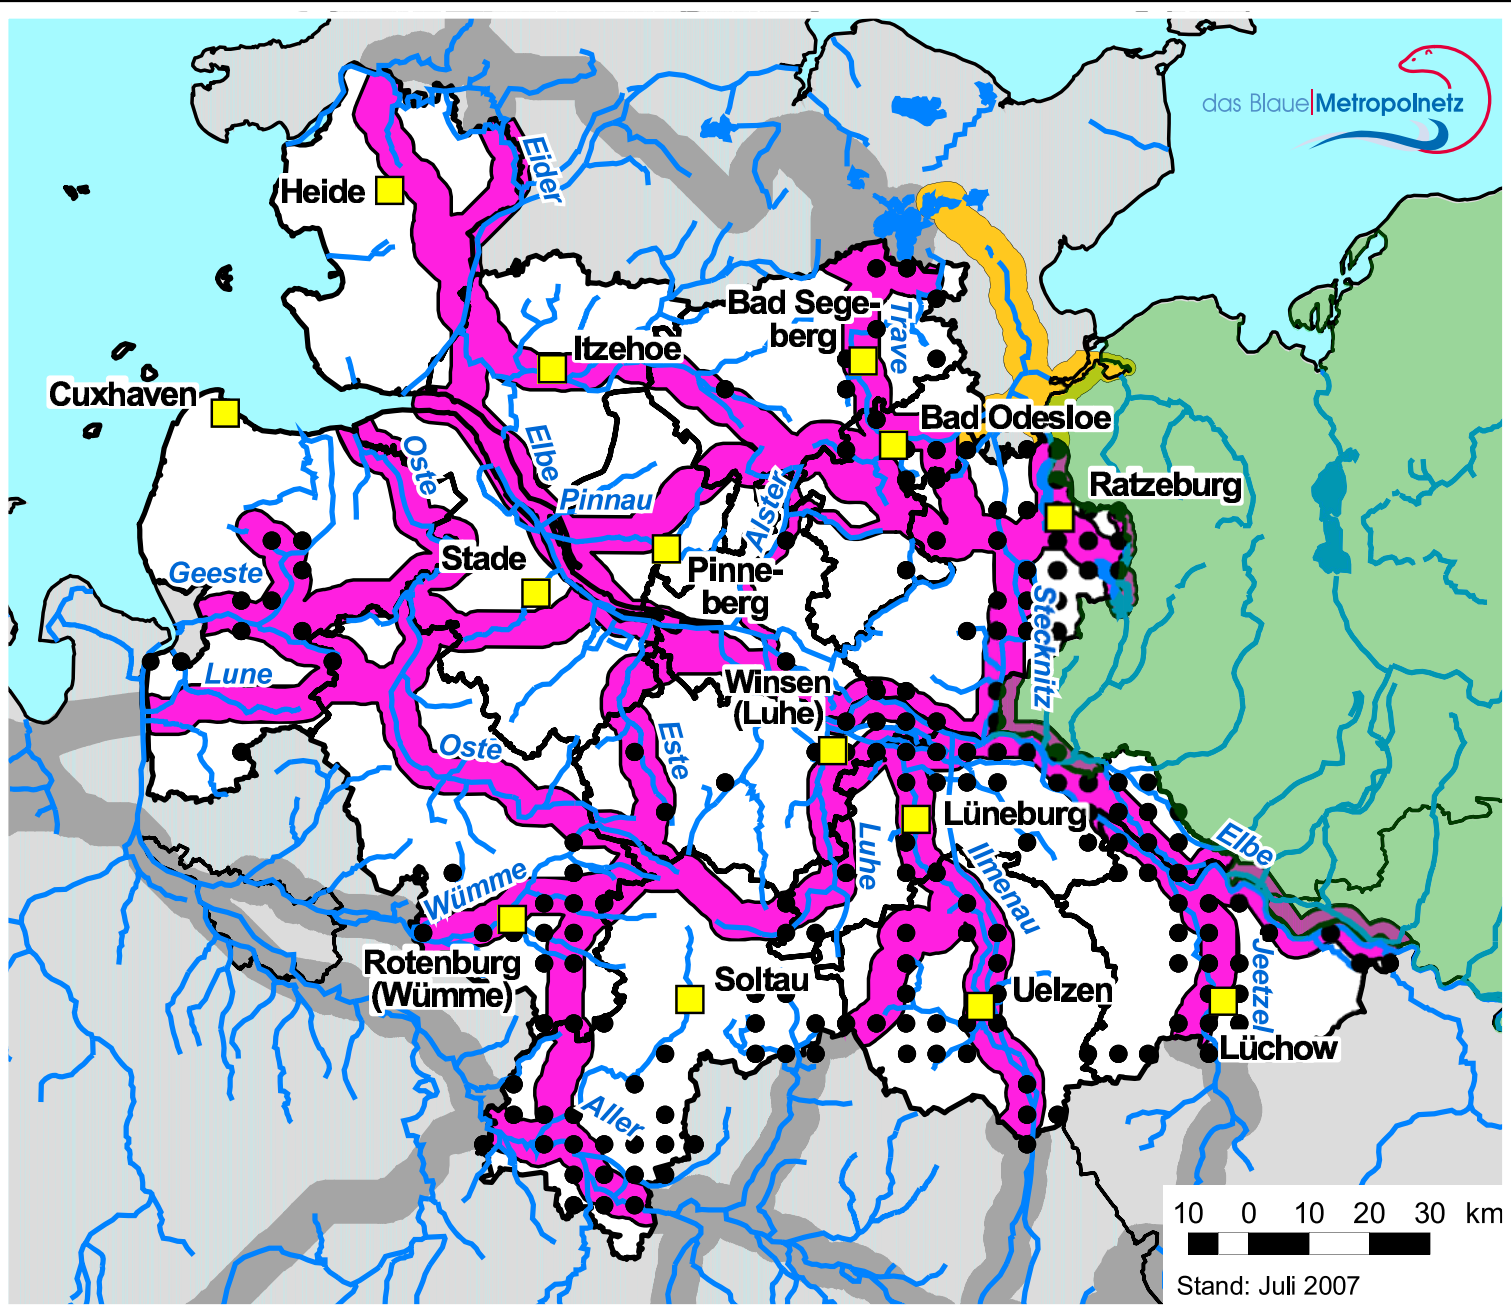 das Blaue|Metropolnetz
Eider
Heide
Bad Sege-
berg
Trave
Itzehoe
Cuxhaven
Bad Odesloe
Oste
Elbe
Pinnau
Ratzeburg
Alster
Stade
Geeste
Pinne-
berg
Stecknitz
Lune
Winsen
(Luhe)
Oste
Este
Lüneburg
Luhe
Elbe
Ilmenau
Wümme
Rotenburg
(Wümme)
Soltau
Uelzen
Jeetzel
Lüchow
Aller
10 0 10 20 30 km
Stand: Juli 2007